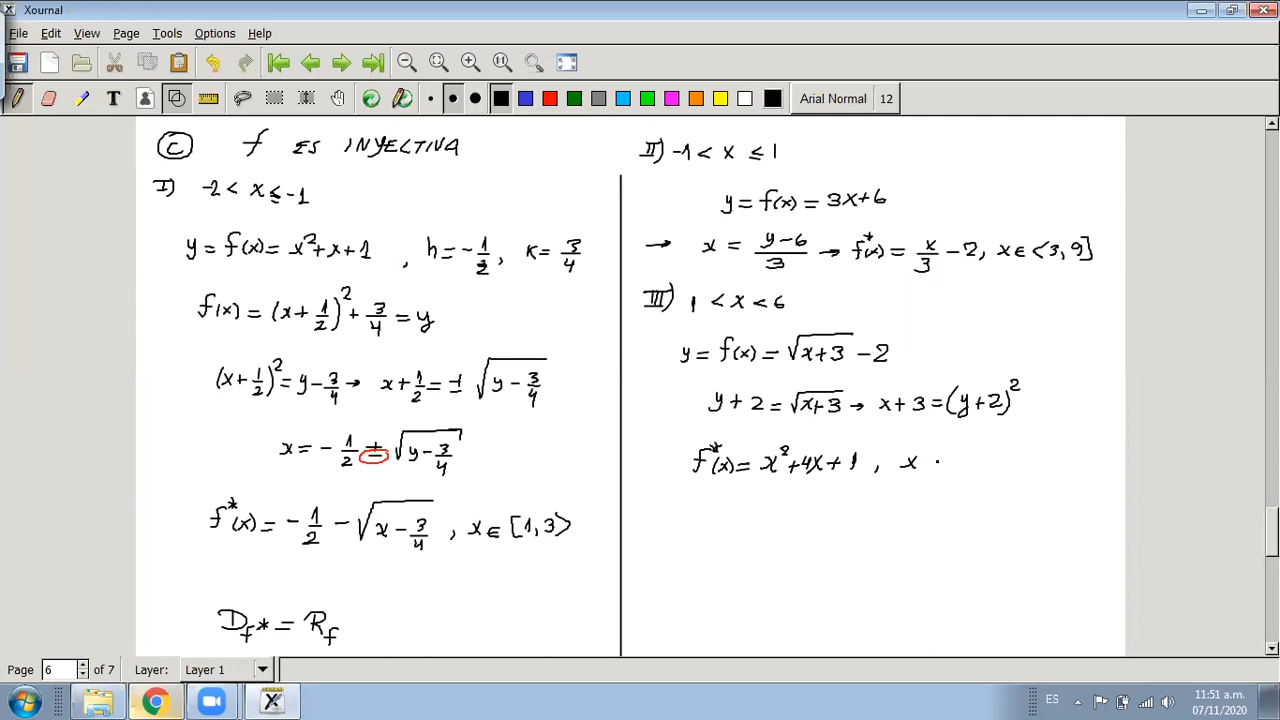 Xournal
File Edit View Page Tools Options Help
Arial Normal 12
Ⓒ f ES INYECTIVA
I) -2 < x ≤ -1
y = f(x) = x² + x + 1 , h = -1/2 , K = 3/4
f(x) = (x + 1/2)² + 3/4 = y
(x + 1/2)² = y - 3/4 → x + 1/2 = ± √(y - 3/4)
x = - 1/2 ± √(y - 3/4)
f*(x) = - 1/2 - √(x - 3/4) , x ∈ [1, 3⟩
D_f* = R_f
II) -1 < x ≤ 1
y = f(x) = 3x + 6
→ x = (y - 6)/3 → f*(x) = x/3 - 2, x ∈ ⟨3, 9]
III) 1 < x < 6
y = f(x) = √(x+3) - 2
y + 2 = √(x+3) → x + 3 = (y + 2)²
f*(x) = x² + 4x + 1 , x
Page 6 of 7 Layer: Layer 1
ES 11:51 a.m.
07/11/2020